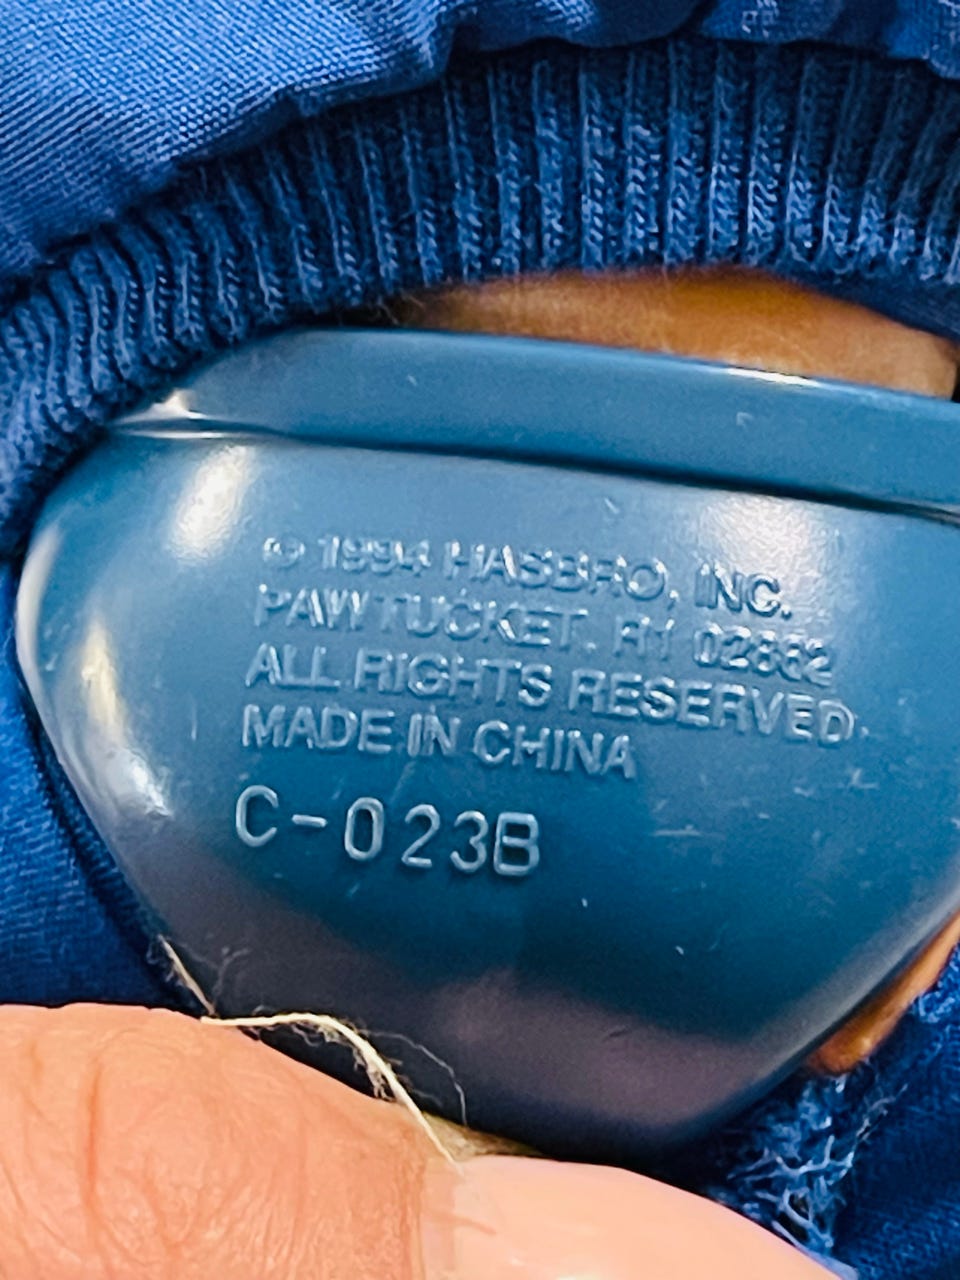 © 1994 HASBRO, INC.
PAWTUCKET, RI 02862
ALL RIGHTS RESERVED.
MADE IN CHINA
C-023B